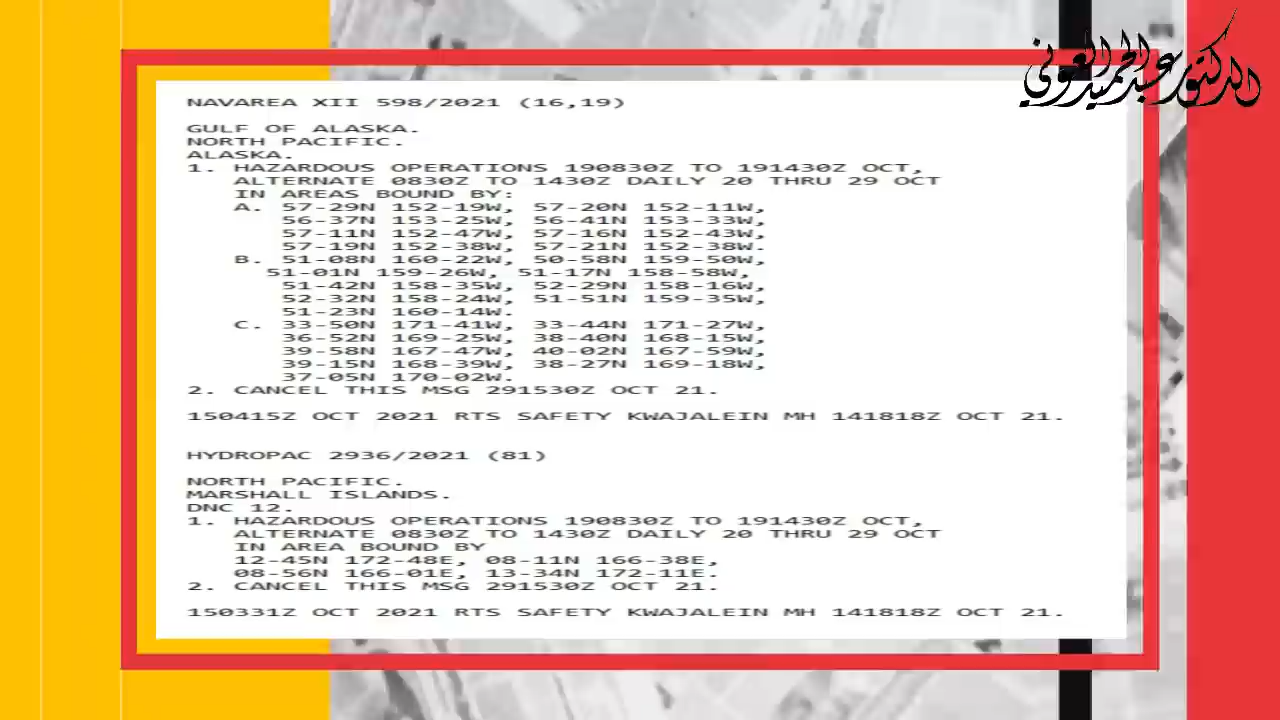 الدكتور عبد الحميد العوني
NAVAREA XII 598/2021 (16,19)
GULF OF ALASKA.
NORTH PACIFIC.
ALASKA.
1. HAZARDOUS OPERATIONS 190830Z TO 191430Z OCT,
ALTERNATE 0830Z TO 1430Z DAILY 20 THRU 29 OCT
IN AREAS BOUND BY:
A. 57-29N 152-19W, 57-20N 152-11W,
56-37N 153-25W, 56-41N 153-33W,
57-11N 152-47W, 57-16N 152-43W,
57-19N 152-38W, 57-21N 152-38W.
B. 51-08N 160-22W, 50-58N 159-50W,
51-01N 159-26W, 51-17N 158-58W,
51-42N 158-35W, 52-29N 158-16W,
52-32N 158-24W, 51-51N 159-35W,
51-23N 160-14W.
C. 33-50N 171-41W, 33-44N 171-27W,
36-52N 169-25W, 38-40N 168-15W,
39-58N 167-47W, 40-02N 167-59W,
39-15N 168-39W, 38-27N 169-18W,
37-05N 170-02W.
2. CANCEL THIS MSG 291530Z OCT 21.
150415Z OCT 2021 RTS SAFETY KWAJALEIN MH 141818Z OCT 21.
HYDROPAC 2936/2021 (81)
NORTH PACIFIC.
MARSHALL ISLANDS.
DNC 12.
1. HAZARDOUS OPERATIONS 190830Z TO 191430Z OCT,
ALTERNATE 0830Z TO 1430Z DAILY 20 THRU 29 OCT
IN AREA BOUND BY
12-45N 172-48E, 08-11N 166-38E,
08-56N 166-01E, 13-34N 172-11E.
2. CANCEL THIS MSG 291530Z OCT 21.
150331Z OCT 2021 RTS SAFETY KWAJALEIN MH 141818Z OCT 21.